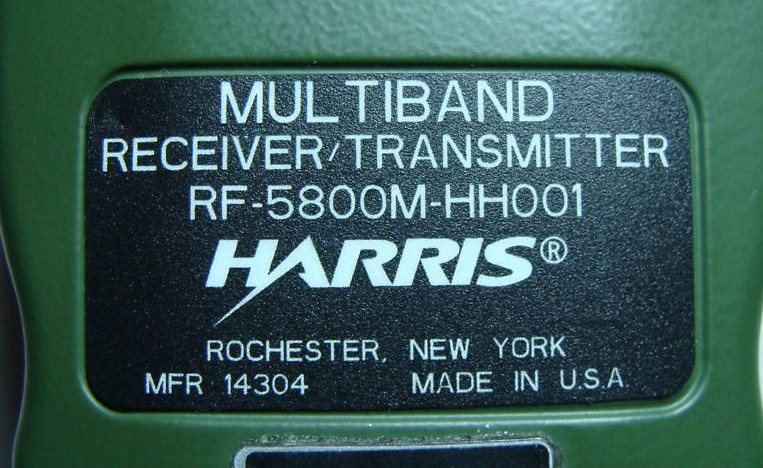 MULTIBAND
RECEIVER/TRANSMITTER
RF-5800M-HH001
HARRIS®
ROCHESTER, NEW YORK
MFR 14304 MADE IN U.S.A